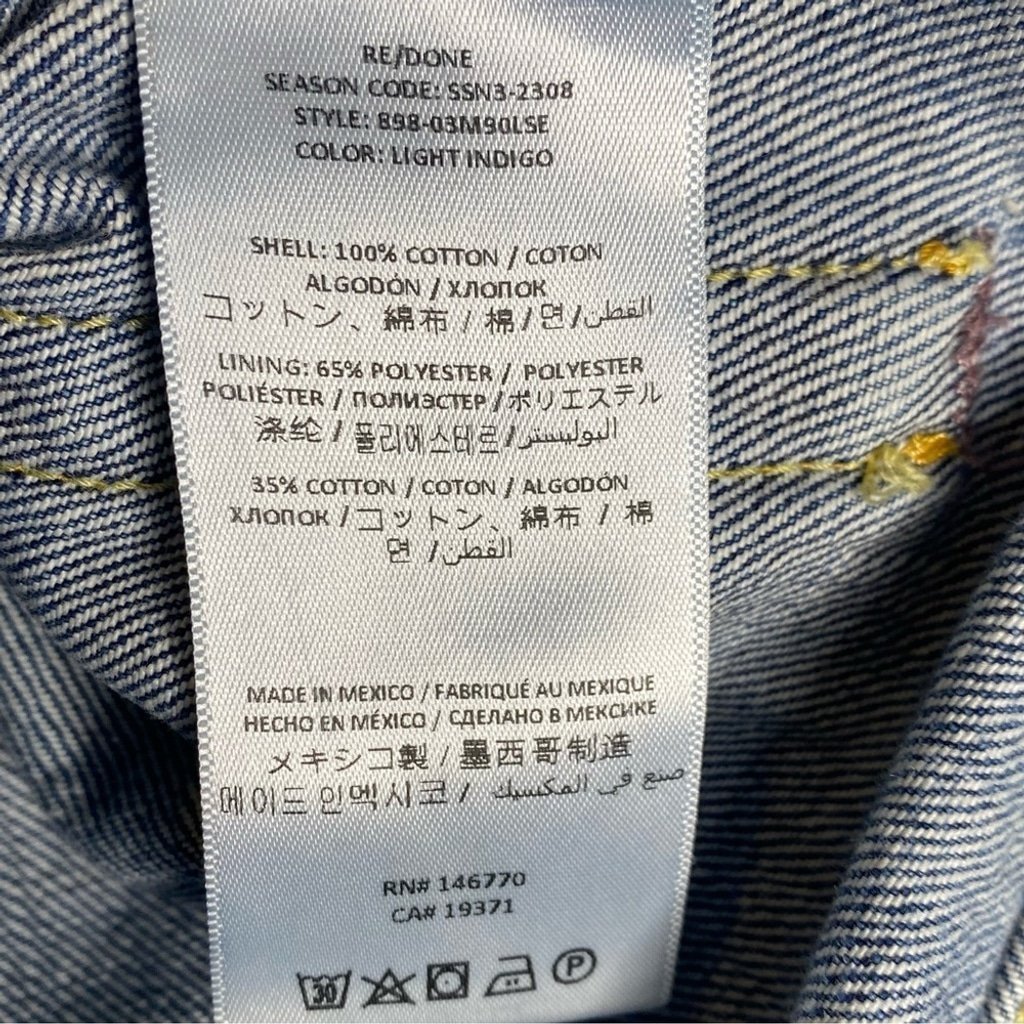 RE/DONE
SEASON CODE: SSN3-2308
STYLE: 898-03M90LSE
COLOR: LIGHT INDIGO
SHELL: 100% COTTON / COTON
ALGODÓN / ХЛОПОК
コットン、綿布 / 棉/면/القطن
LINING: 65% POLYESTER / POLYESTER
POLIÉSTER / ПОЛИЭСТЕР /ポリエステル
涤纶 / 폴리에스테르/البوليستر
35% COTTON / COTON / ALGODÓN
ХЛОПОК /コットン、綿布 / 棉
면 /القطن
MADE IN MEXICO / FABRIQUÉ AU MEXIQUE
HECHO EN MÉXICO / СДЕЛАНО В МЕКСИКЕ
メキシコ製 / 墨西哥制造
메이드 인멕시코 / صنع في المكسيك
RN# 146770
CA# 19371
30 P